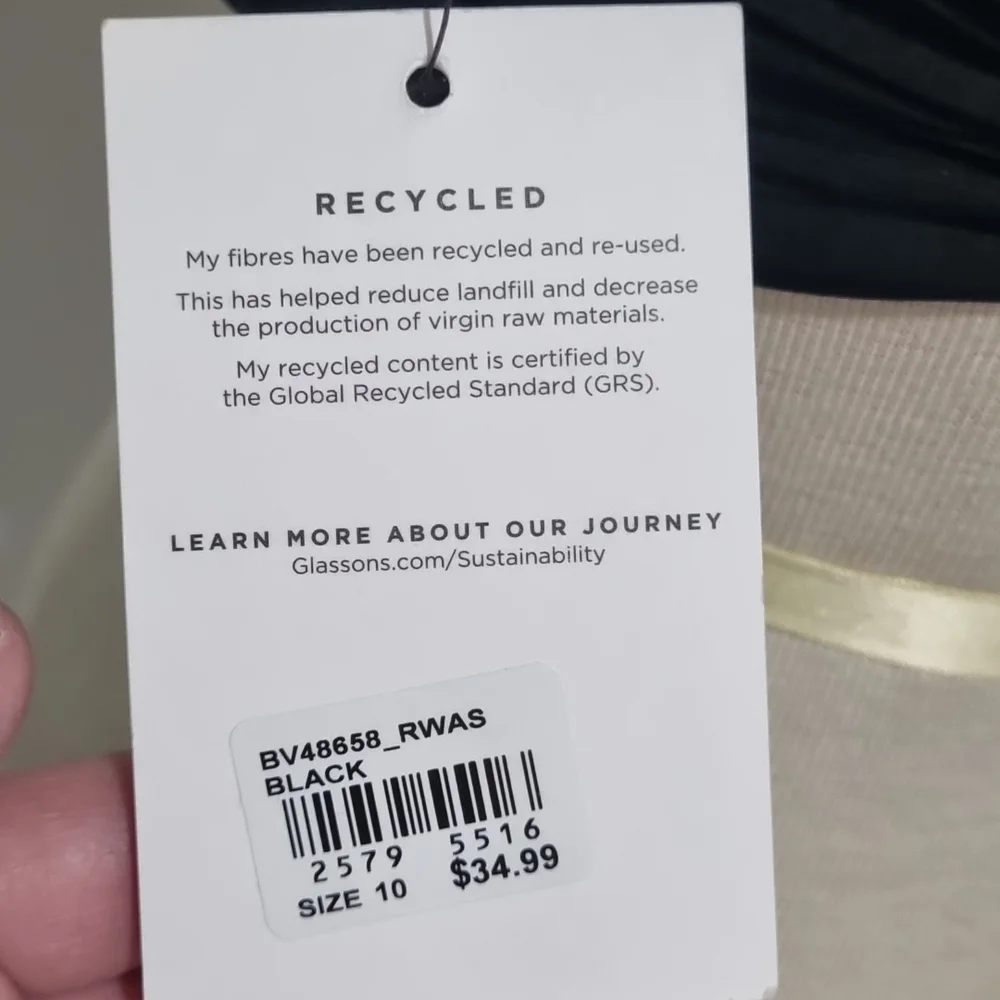 RECYCLED
My fibres have been recycled and re-used.
This has helped reduce landfill and decrease
the production of virgin raw materials.
My recycled content is certified by
the Global Recycled Standard (GRS).
LEARN MORE ABOUT OUR JOURNEY
Glassons.com/Sustainability
BV48658_RWAS
BLACK
2579 5516
SIZE 10 $34.99